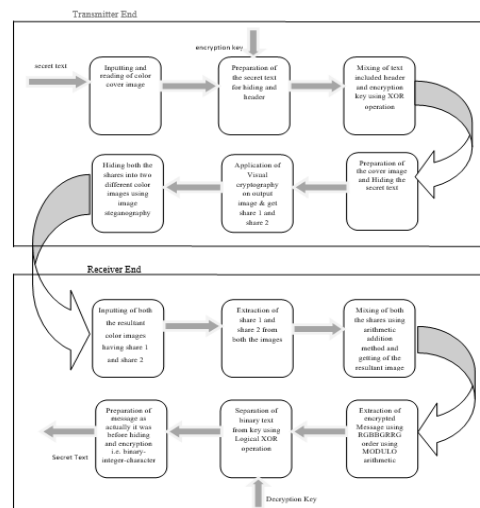 Transmitter End
encryption key
secret text
Inputting and
reading of color
cover image
Preparation of
the secret text
for hiding and
header
Mixing of text
included header
and encryption
key using XOR
operation
Hiding both the
shares into two
different color
images using
image
steganography
Application of
Visual
cryptography
on output
image & get
share 1 and
share 2
Preparation of
the cover image
and Hiding the
secret text
Receiver End
Inputting of both
the resultant
color images
having share 1
and share 2
Extraction of
share 1 and
share 2 from
both the images
Mixing of both
the shares using
arithmetic
addition
method and
getting of the
resultant image
Preparation of
message as
actually it was
before hiding
and encryption
i.e. binary-
integer-character
Separation of
binary text
from key using
Logical XOR
operation
Extraction of
encrypted
Message using
RGBBGRRG
order using
MODULO
arithmetic
Secret Text
Decryption Key